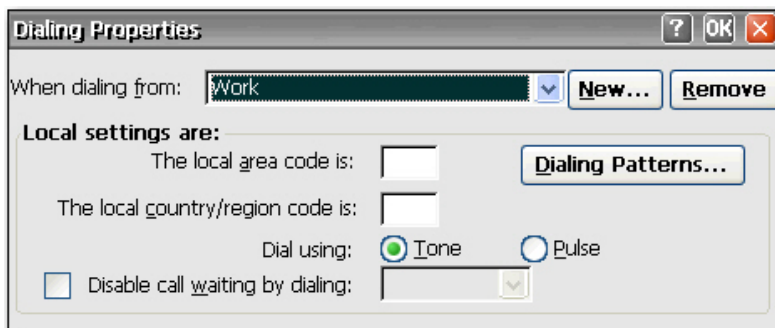 Dialing Properties ? OK X
When dialing from: Work New... Remove
Local settings are:
The local area code is: Dialing Patterns...
The local country/region code is:
Dial using: Tone Pulse
Disable call waiting by dialing: